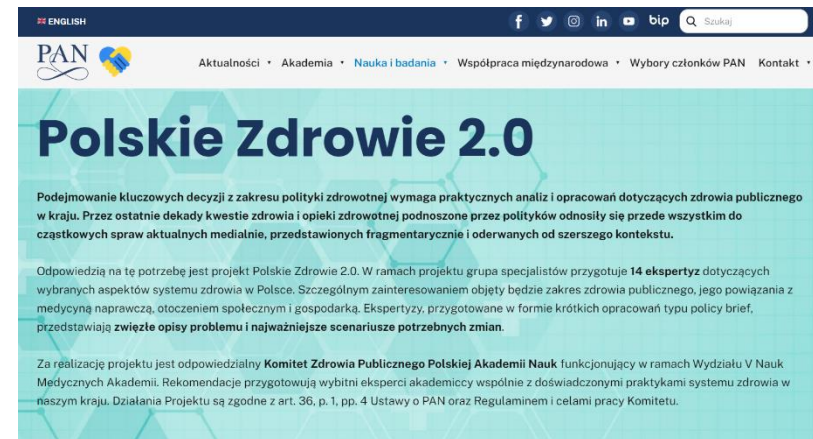 ENGLISH
bip
Szukaj
PAN
Aktualności • Akademia • Nauka i badania • Współpraca międzynarodowa • Wybory członków PAN Kontakt •
Polskie Zdrowie 2.0
Podejmowanie kluczowych decyzji z zakresu polityki zdrowotnej wymaga praktycznych analiz i opracowań dotyczących zdrowia publicznego
w kraju. Przez ostatnie dekady kwestie zdrowia i opieki zdrowotnej podnoszone przez polityków odnosiły się przede wszystkim do
cząstkowych spraw aktualnych medialnie, przedstawionych fragmentarycznie i oderwanych od szerszego kontekstu.
Odpowiedzią na tę potrzebę jest projekt Polskie Zdrowie 2.0. W ramach projektu grupa specjalistów przygotuje 14 ekspertyz dotyczących
wybranych aspektów systemu zdrowia w Polsce. Szczególnym zainteresowaniem objęty będzie zakres zdrowia publicznego, jego powiązania z
medycyną naprawczą, otoczeniem społecznym i gospodarką. Ekspertyzy, przygotowane w formie krótkich opracowań typu policy brief,
przedstawiają zwięzłe opisy problemu i najważniejsze scenariusze potrzebnych zmian.
Za realizację projektu jest odpowiedzialny Komitet Zdrowia Publicznego Polskiej Akademii Nauk funkcjonujący w ramach Wydziału V Nauk
Medycznych Akademii. Rekomendacje przygotowują wybitni eksperci akademiccy wspólnie z doświadczonymi praktykami systemu zdrowia w
naszym kraju. Działania Projektu są zgodne z art. 36, p. 1, pp. 4 Ustawy o PAN oraz Regulaminem i celami pracy Komitetu.